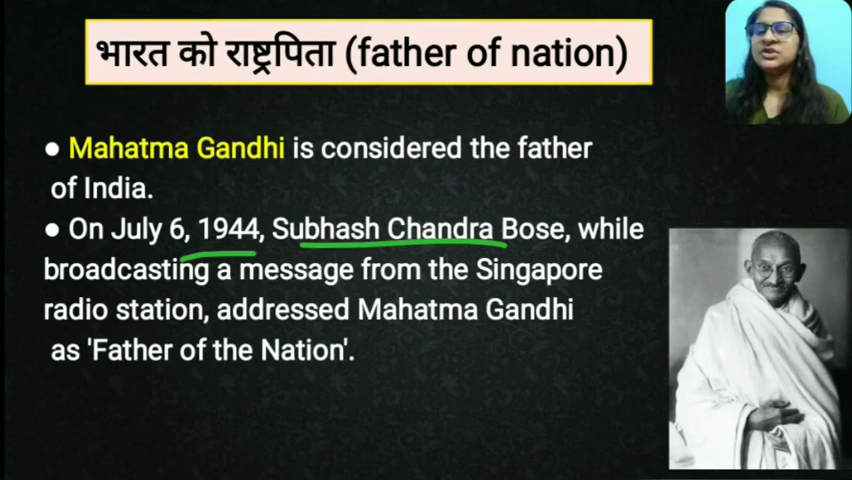 भारत को राष्ट्रपिता (father of nation)
● Mahatma Gandhi is considered the father
of India.
● On July 6, 1944, Subhash Chandra Bose, while
broadcasting a message from the Singapore
radio station, addressed Mahatma Gandhi
as 'Father of the Nation'.